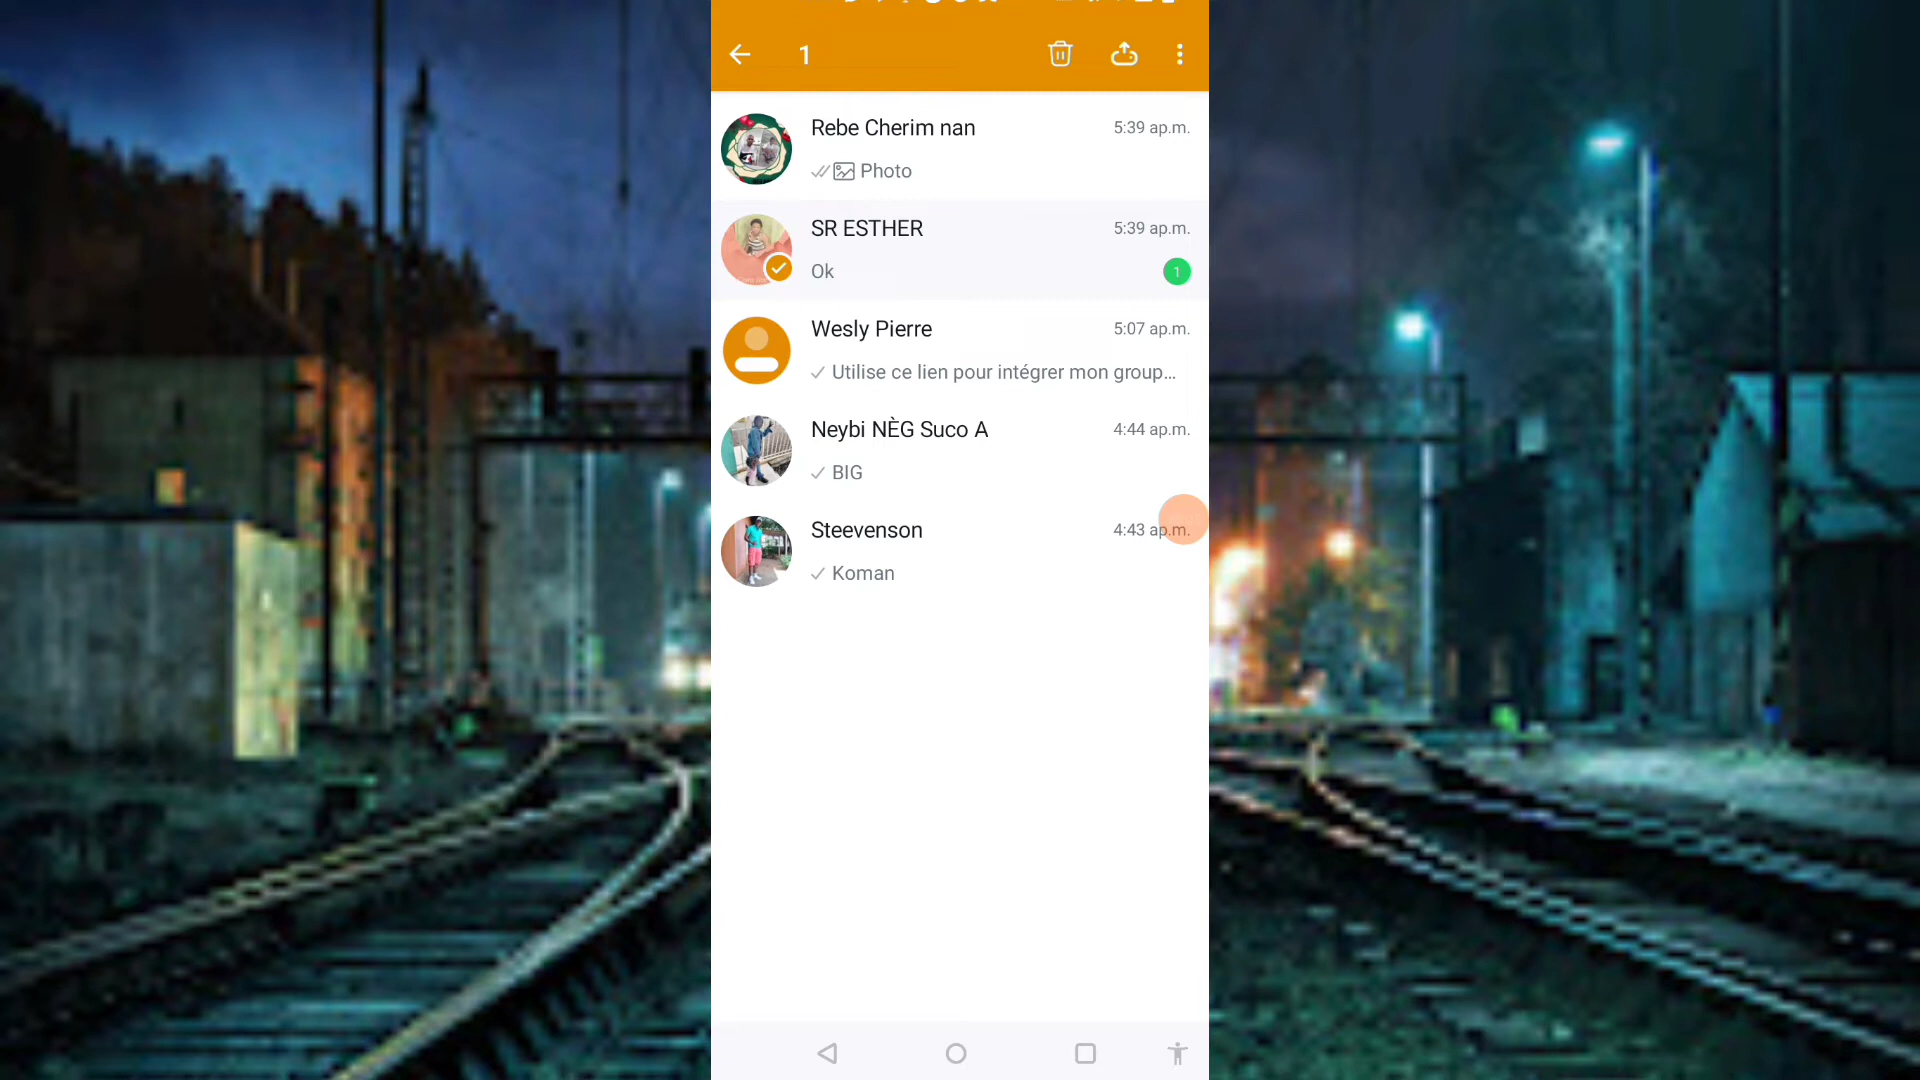 1
Rebe Cherim nan 5:39 ap.m.
Photo
SR ESTHER 5:39 ap.m.
Ok 1
Wesly Pierre 5:07 ap.m.
Utilise ce lien pour intégrer mon group...
Neybi NÈG Suco A 4:44 ap.m.
BIG
Steevenson 4:43 ap.m.
Koman